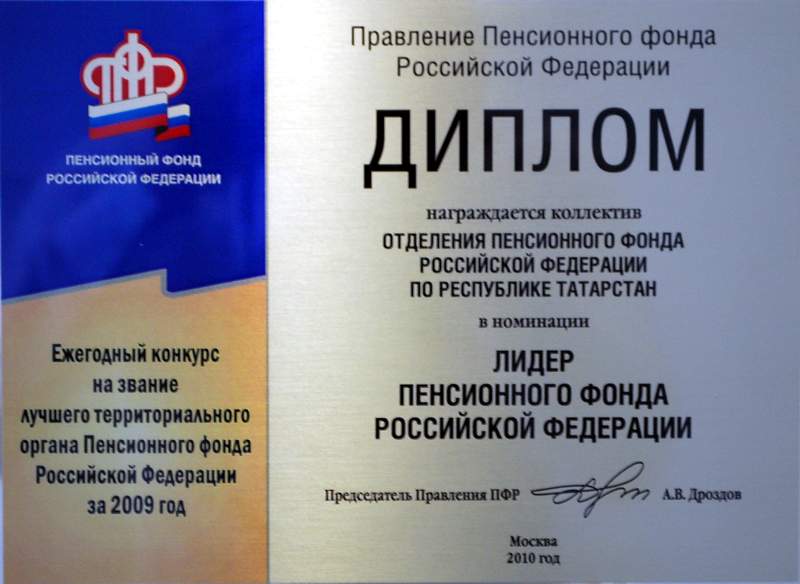 ПЕНСИОННЫЙ ФОНД
РОССИЙСКОЙ ФЕДЕРАЦИИ
Ежегодный конкурс
на звание
лучшего территориального
органа Пенсионного фонда
Российской Федерации
за 2009 год
Правление Пенсионного фонда
Российской Федерации
ДИПЛОМ
награждается коллектив
ОТДЕЛЕНИЯ ПЕНСИОННОГО ФОНДА
РОССИЙСКОЙ ФЕДЕРАЦИИ
ПО РЕСПУБЛИКЕ ТАТАРСТАН
в номинации
ЛИДЕР
ПЕНСИОННОГО ФОНДА
РОССИЙСКОЙ ФЕДЕРАЦИИ
Председатель Правления ПФР А.В. Дроздов
Москва
2010 год